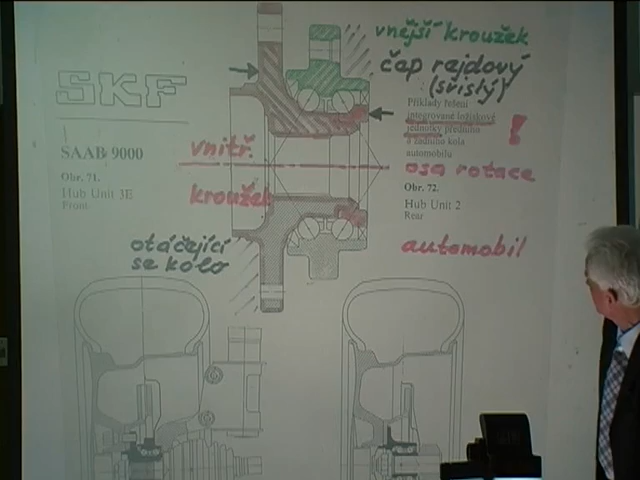 vnější kroužek
čep rejdový
(svislý)
SKF
Příklady řešení
integrované ložiskové
jednotky předního
a zadního kola
automobilu
!
SAAB 9000
vnitř.
kroužek
osa rotace
Obr. 71.
Hub Unit 3E
Front
Obr. 72.
Hub Unit 2
Rear
otáčející
se kolo
automobil